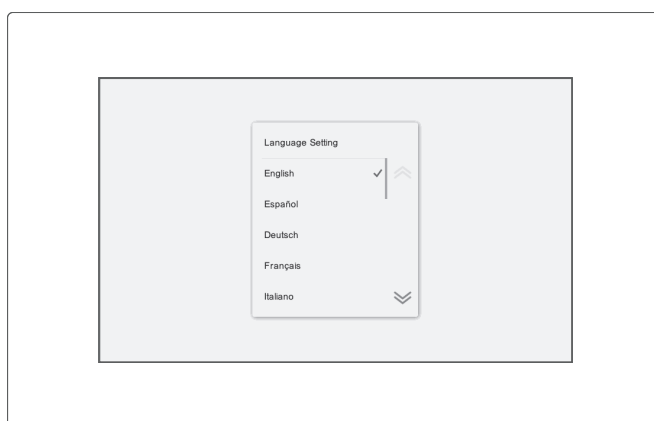 Language Setting
English
Español
Deutsch
Français
Italiano